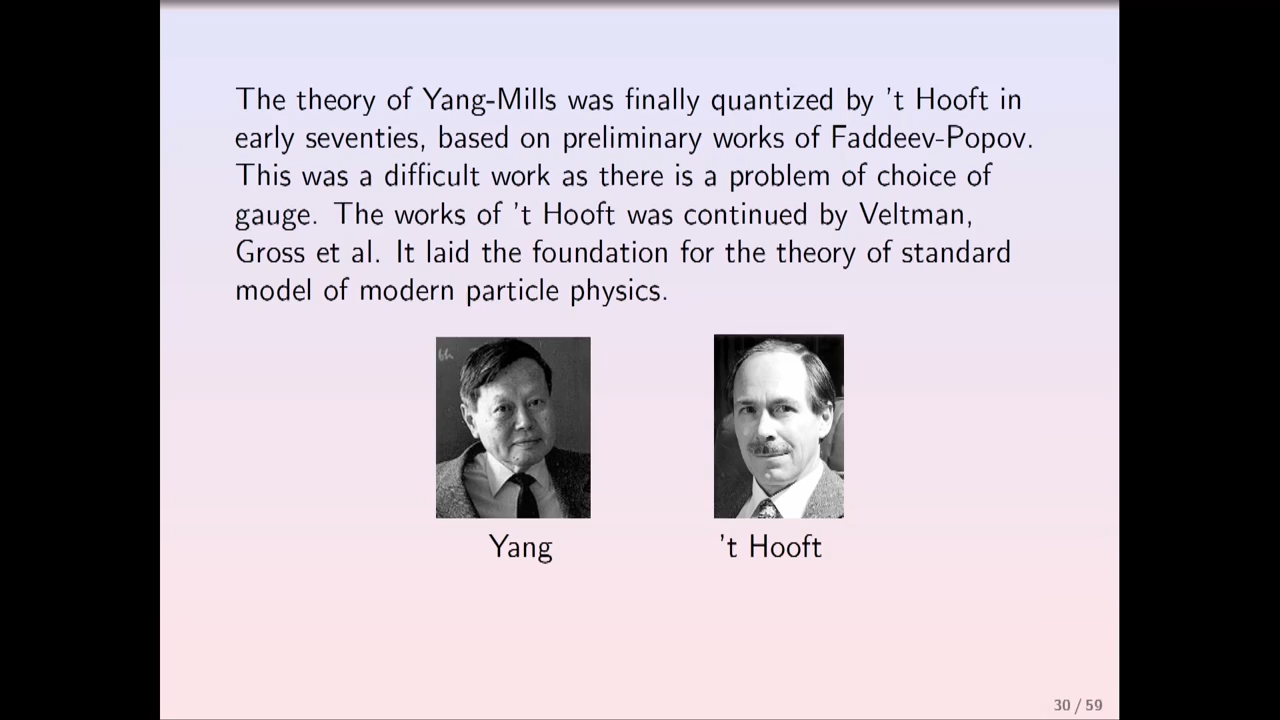 The theory of Yang-Mills was finally quantized by 't Hooft in
early seventies, based on preliminary works of Faddeev-Popov.
This was a difficult work as there is a problem of choice of
gauge. The works of 't Hooft was continued by Veltman,
Gross et al. It laid the foundation for the theory of standard
model of modern particle physics.
Yang
't Hooft
30 / 59